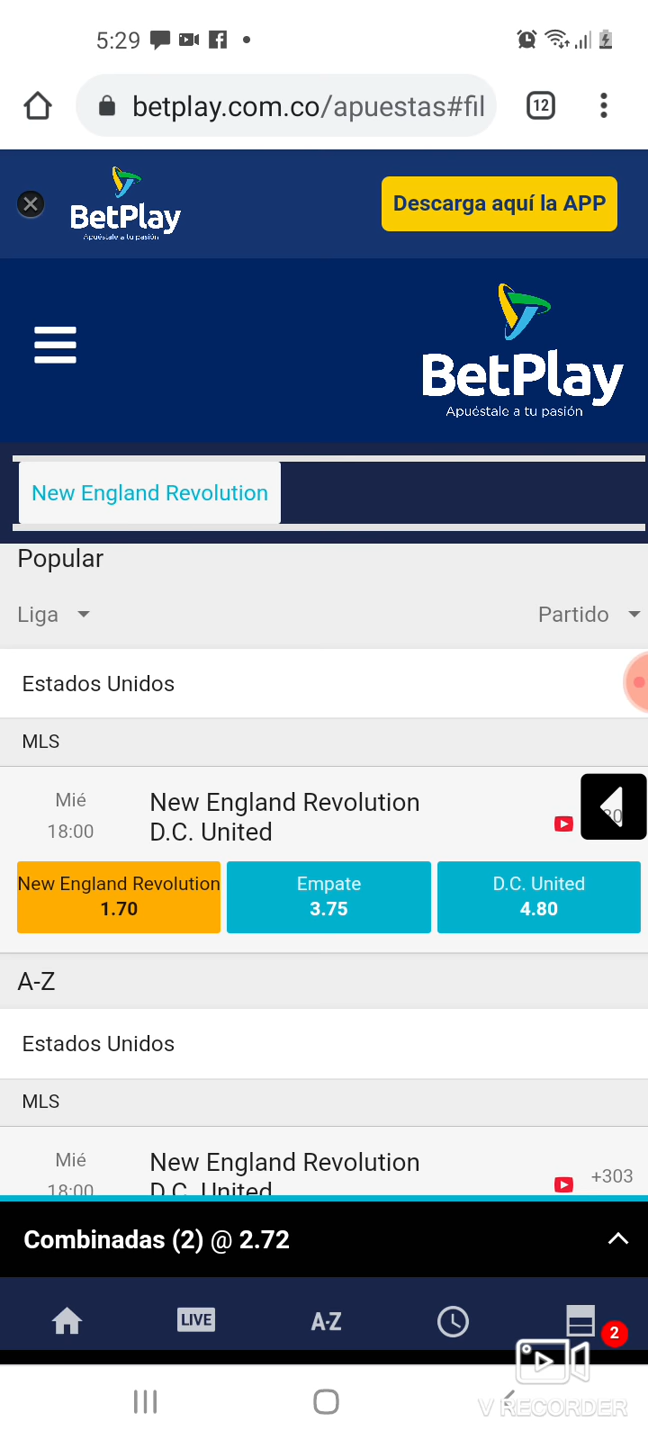 5:29
betplay.com.co/apuestas#fil
12
BetPlay
Apuéstale a tu pasión
Descarga aquí la APP
BetPlay
Apuéstale a tu pasión
New England Revolution
Popular
Liga
Partido
Estados Unidos
MLS
Mié
18:00
New England Revolution
D.C. United
New England Revolution
1.70
Empate
3.75
D.C. United
4.80
A-Z
Estados Unidos
MLS
Mié
18:00
New England Revolution
D.C. United
+303
Combinadas (2) @ 2.72
LIVE
A-Z
2
V RECORDER